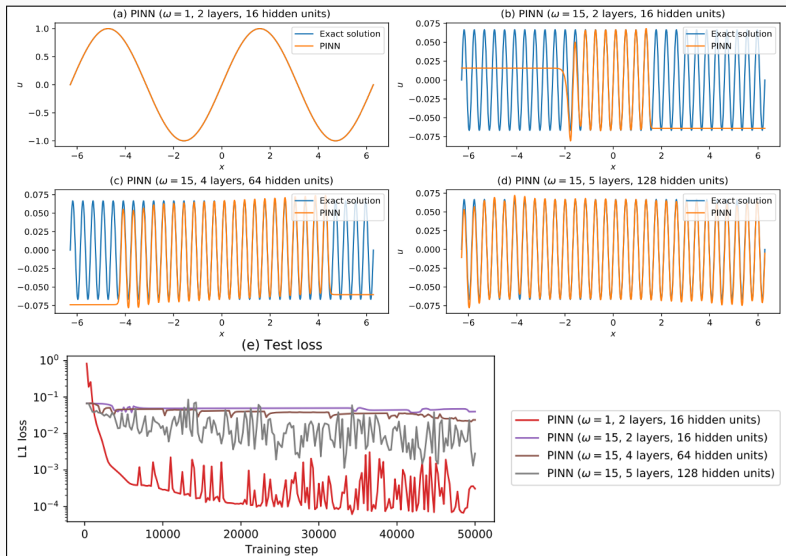 (a) PINN (ω = 1, 2 layers, 16 hidden units)
Exact solution
PINN
1.0
0.5
0.0
−0.5
−1.0
u
−6 −4 −2 0 2 4 6
x
(b) PINN (ω = 15, 2 layers, 16 hidden units)
Exact solution
PINN
0.075
0.050
0.025
0.000
−0.025
−0.050
−0.075
u
−6 −4 −2 0 2 4 6
x
(c) PINN (ω = 15, 4 layers, 64 hidden units)
Exact solution
PINN
0.075
0.050
0.025
0.000
−0.025
−0.050
−0.075
−6 −4 −2 0 2 4 6
x
(d) PINN (ω = 15, 5 layers, 128 hidden units)
Exact solution
PINN
0.075
0.050
0.025
0.000
−0.025
−0.050
−0.075
u
−6 −4 −2 0 2 4 6
x
(e) Test loss
10⁰
10⁻¹
10⁻²
10⁻³
10⁻⁴
L1 loss
0 10000 20000 30000 40000 50000
Training step
PINN (ω = 1, 2 layers, 16 hidden units)
PINN (ω = 15, 2 layers, 16 hidden units)
PINN (ω = 15, 4 layers, 64 hidden units)
PINN (ω = 15, 5 layers, 128 hidden units)